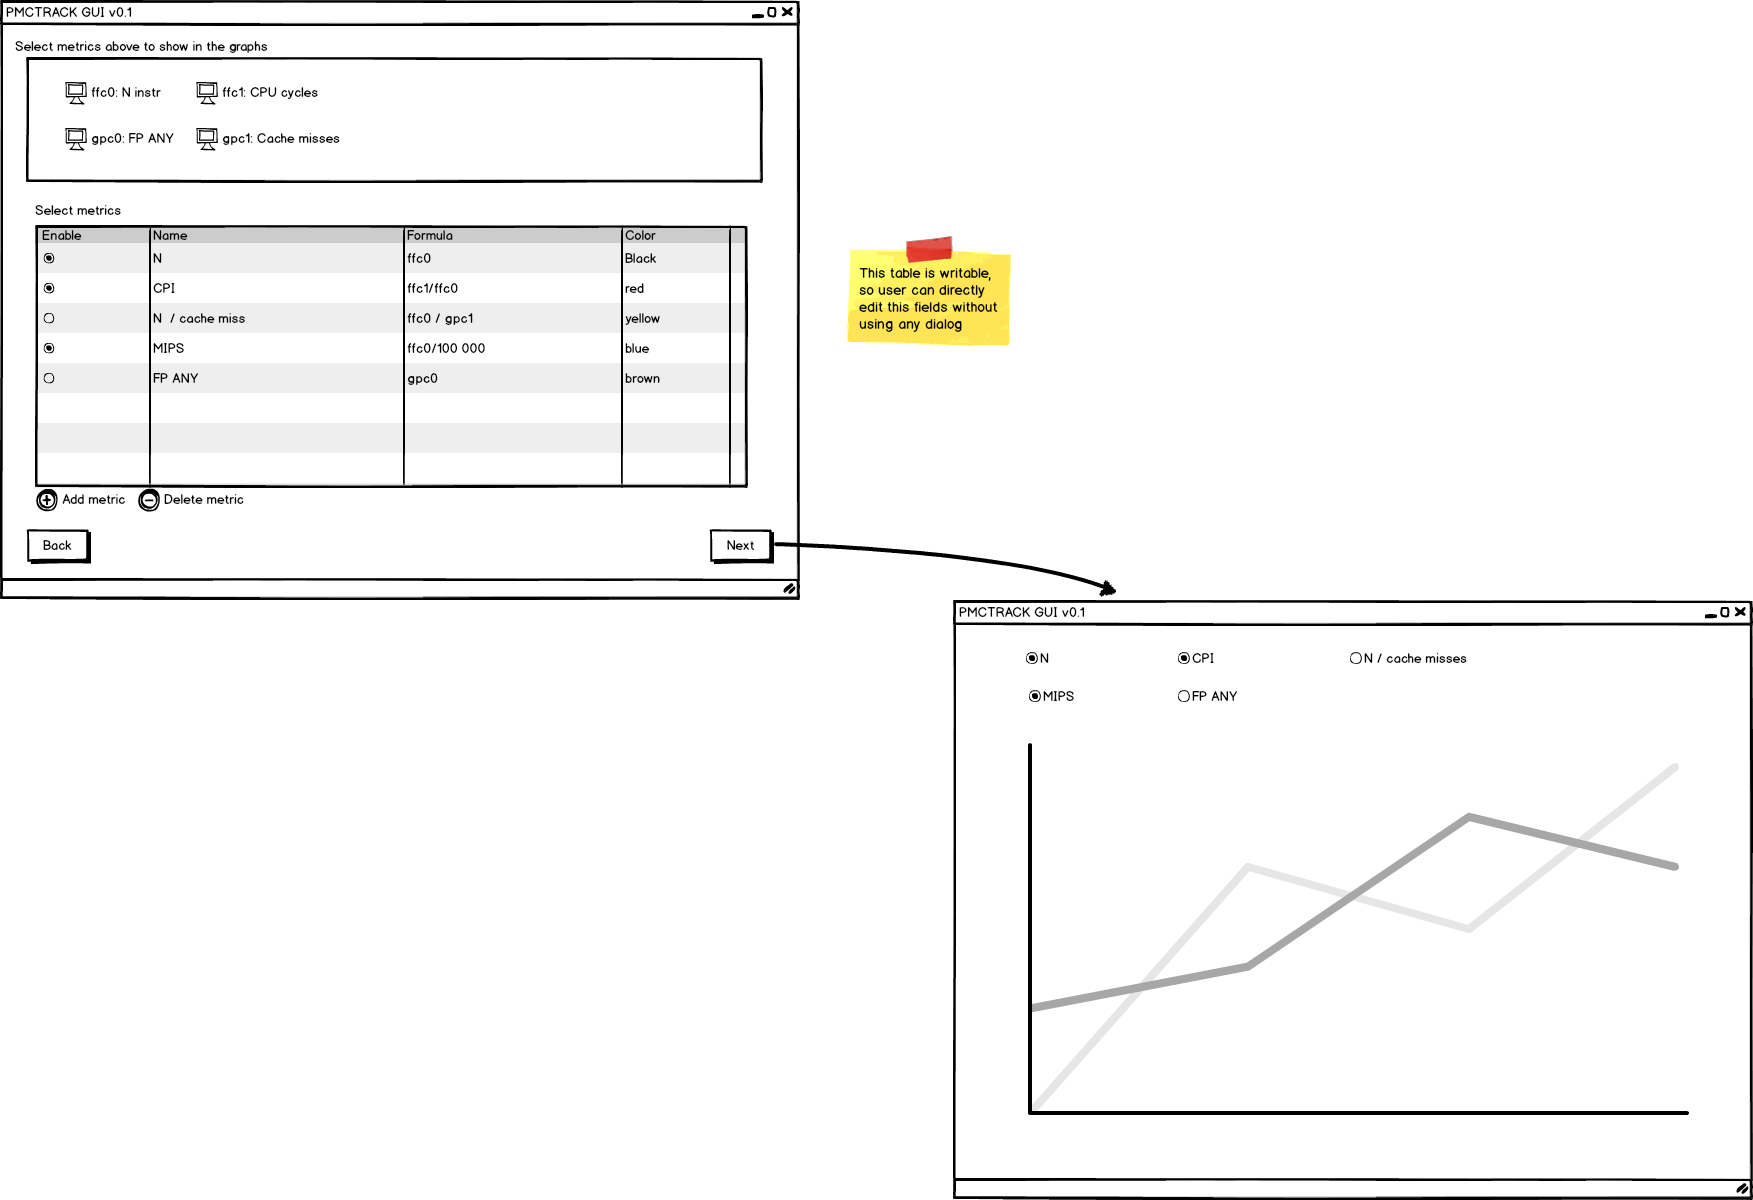 PMCTRACK GUI v0.1
Select metrics above to show in the graphs
ffc0: N instr ffc1: CPU cycles
gpc0: FP ANY gpc1: Cache misses
Select metrics
Enable Name Formula Color
N ffc0 Black
CPI ffc1/ffc0 red
N / cache miss ffc0 / gpc1 yellow
MIPS ffc0/100 000 blue
FP ANY gpc0 brown
Add metric Delete metric
Back Next
This table is writable,
so user can directly
edit this fields without
using any dialog
PMCTRACK GUI v0.1
N CPI N / cache misses
MIPS FP ANY